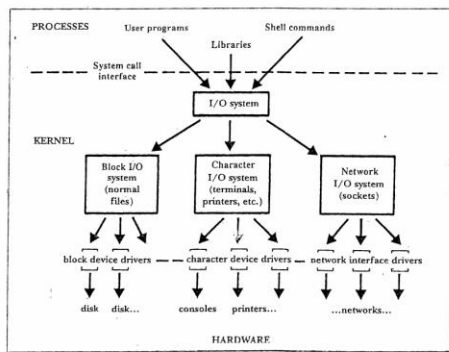 PROCESSES
User programs
Shell commands
Libraries
System call
interface
I/O system
KERNEL
Block I/O
system
(normal
files)
Character
I/O system
(terminals,
printers, etc.)
Network
I/O system
(sockets)
block device drivers
character device drivers
network interface drivers
disk
disk...
consoles
printers...
...networks...
HARDWARE